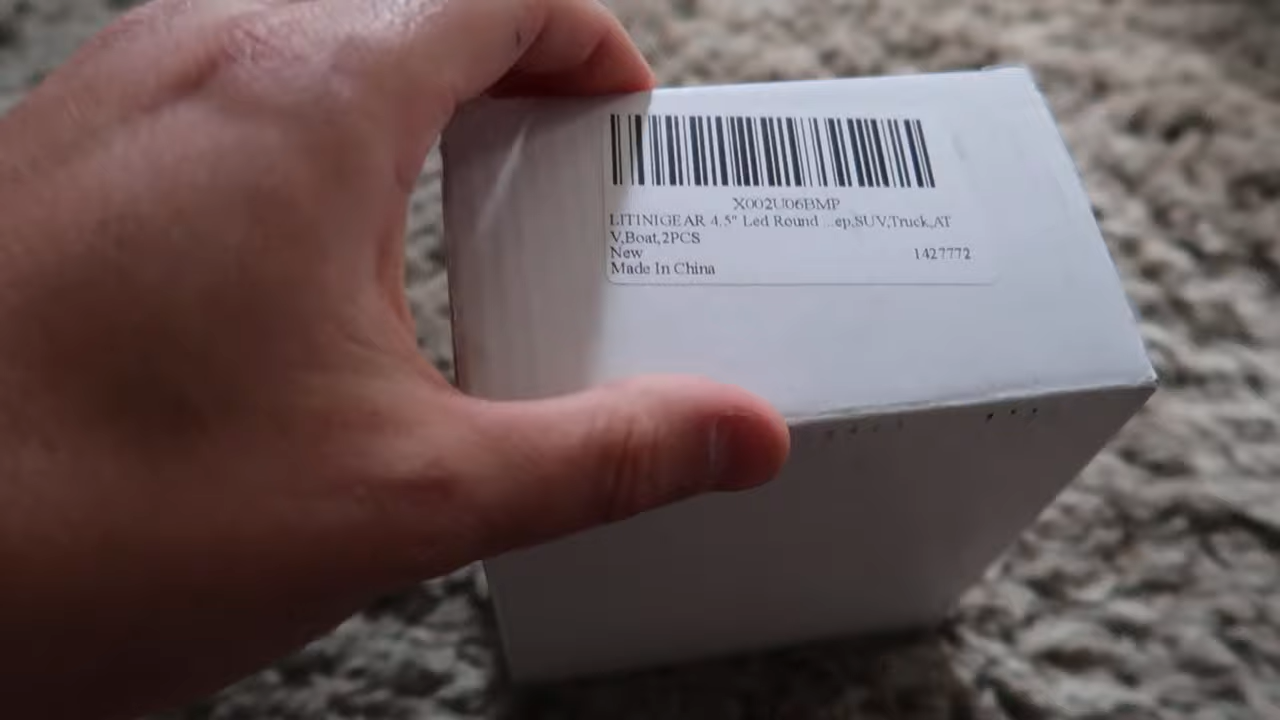 X002U06BMP
LITINIGEAR 4.5" Led Round ...ep,SUV,Truck,AT
V,Boat,2PCS
New 1427772
Made In China